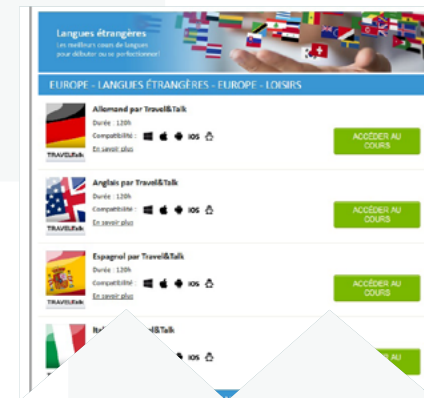 Langues étrangères
Les meilleurs cours de langues
pour débuter ou se perfectionner!
EUROPE - LANGUES ÉTRANGÈRES - EUROPE - LOISIRS
Allemand par Travel&Talk
Durée : 120h
Compatibilité : iOS
En savoir plus
TRAVEL&talk
ACCÉDER AU
COURS
Anglais par Travel&Talk
Durée : 120h
Compatibilité : iOS
En savoir plus
TRAVEL&talk
ACCÉDER AU
COURS
Espagnol par Travel&Talk
Durée : 120h
Compatibilité : iOS
En savoir plus
TRAVEL&talk
ACCÉDER AU
COURS
iOS